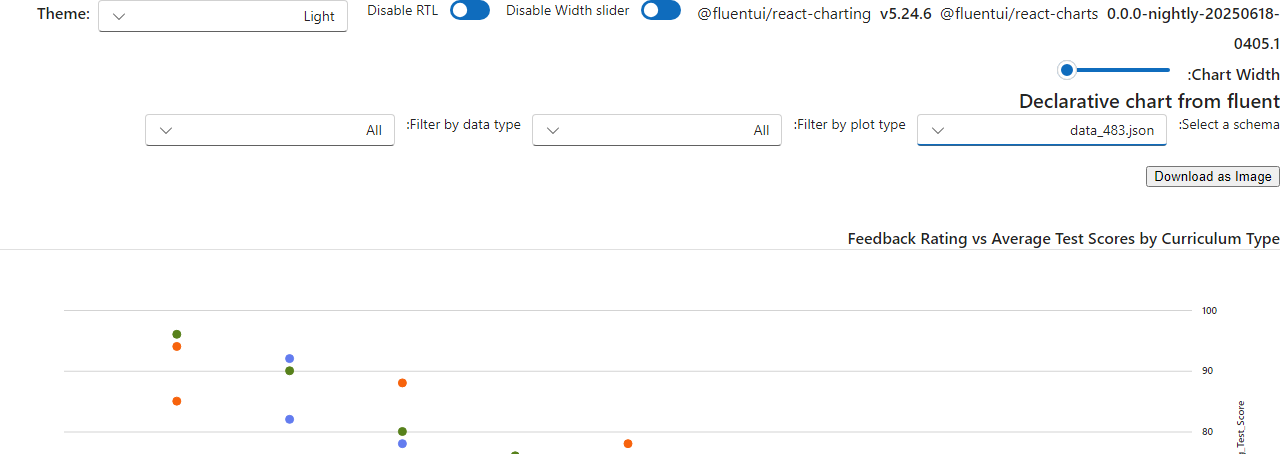 Theme:
Light
Disable RTL
Disable Width slider
@fluentui/react-charting v5.24.6 @fluentui/react-charts 0.0.0-nightly-20250618-
0405.1
:Chart Width
Declarative chart from fluent
:Select a schema
data_483.json
:Filter by plot type
All
:Filter by data type
All
Download as Image
Feedback Rating vs Average Test Scores by Curriculum Type
100
90
80
_Test_Score